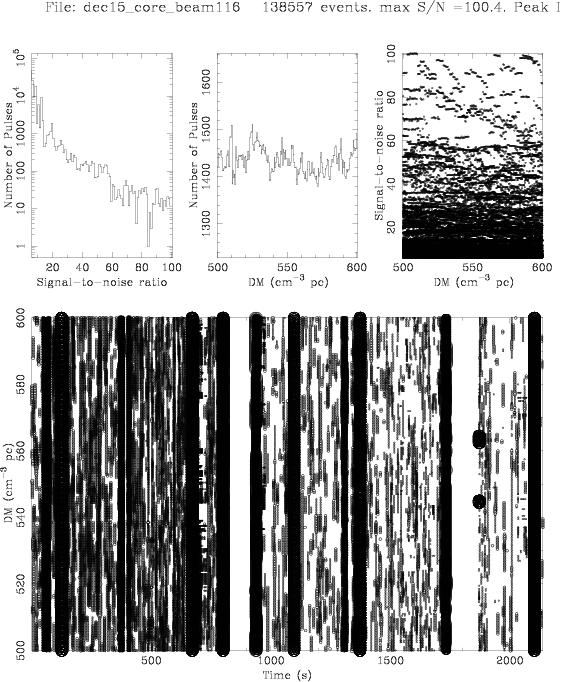 File: dec15_core_beam116 138557 events. max S/N =100.4. Peak
Number of Pulses
1 10 100 1000 10⁴ 10⁵
20 40 60 80 100
Signal-to-noise ratio
Number of Pulses
1300 1400 1500 1600
500 550 600
DM (cm⁻³ pc)
Signal-to-noise ratio
20 40 60 80 100
500 550 600
DM (cm⁻³ pc)
DM (cm⁻³ pc)
500 520 540 560 580 600
500 1000 1500 2000
Time (s)